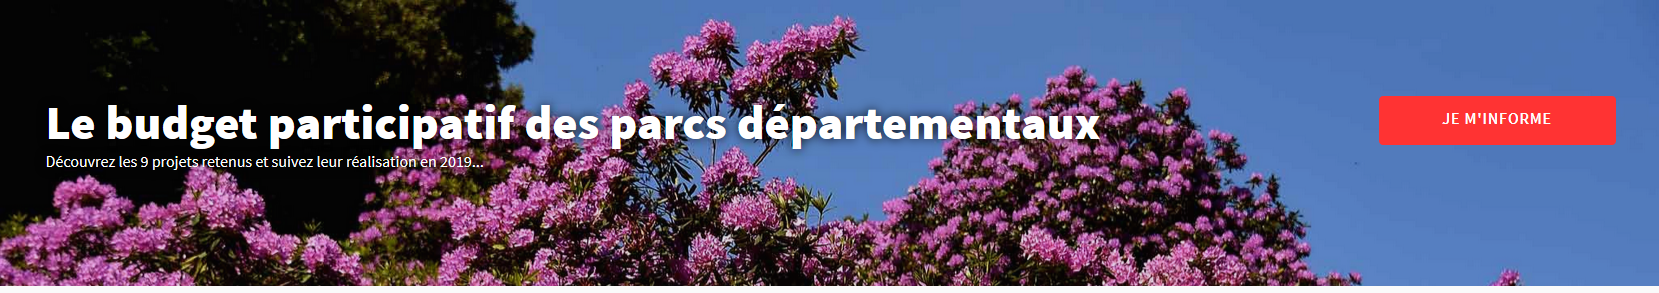 Le budget participatif des parcs départementaux
Découvrez les 9 projets retenus et suivez leur réalisation en 2019...
JE M'INFORME